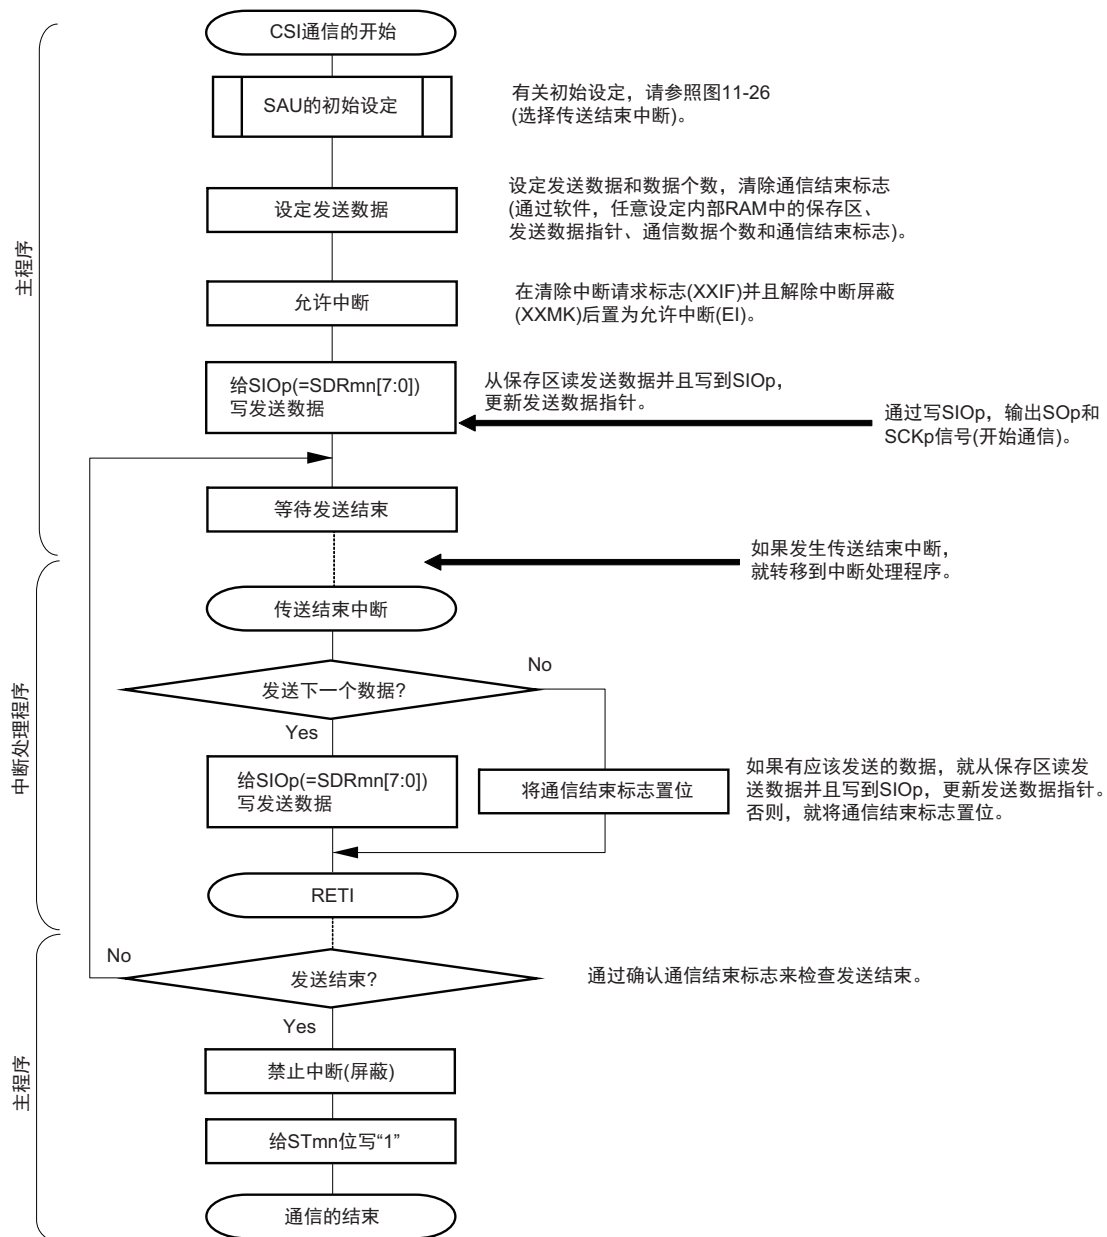 CSI通信的开始
SAU的初始设定
有关初始设定，请参照图11-26
(选择传送结束中断)。
设定发送数据
设定发送数据和数据个数，清除通信结束标志
(通过软件，任意设定内部RAM中的保存区、
发送数据指针、通信数据个数和通信结束标志)。
主程序
允许中断
在清除中断请求标志(XXIF)并且解除中断屏蔽
(XXMK)后置为允许中断(EI)。
给SIOp(=SDRmn[7:0])
写发送数据
从保存区读发送数据并且写到SIOp，
更新发送数据指针。
通过写SIOp，输出SOp和
SCKp信号(开始通信)。
等待发送结束
如果发生传送结束中断，
就转移到中断处理程序。
传送结束中断
发送下一个数据?
No
Yes
中断处理程序
给SIOp(=SDRmn[7:0])
写发送数据
将通信结束标志置位
如果有应该发送的数据，就从保存区读发
送数据并且写到SIOp，更新发送数据指针。
否则，就将通信结束标志置位。
RETI
No
发送结束?
通过确认通信结束标志来检查发送结束。
Yes
主程序
禁止中断(屏蔽)
给STmn位写“1”
通信的结束